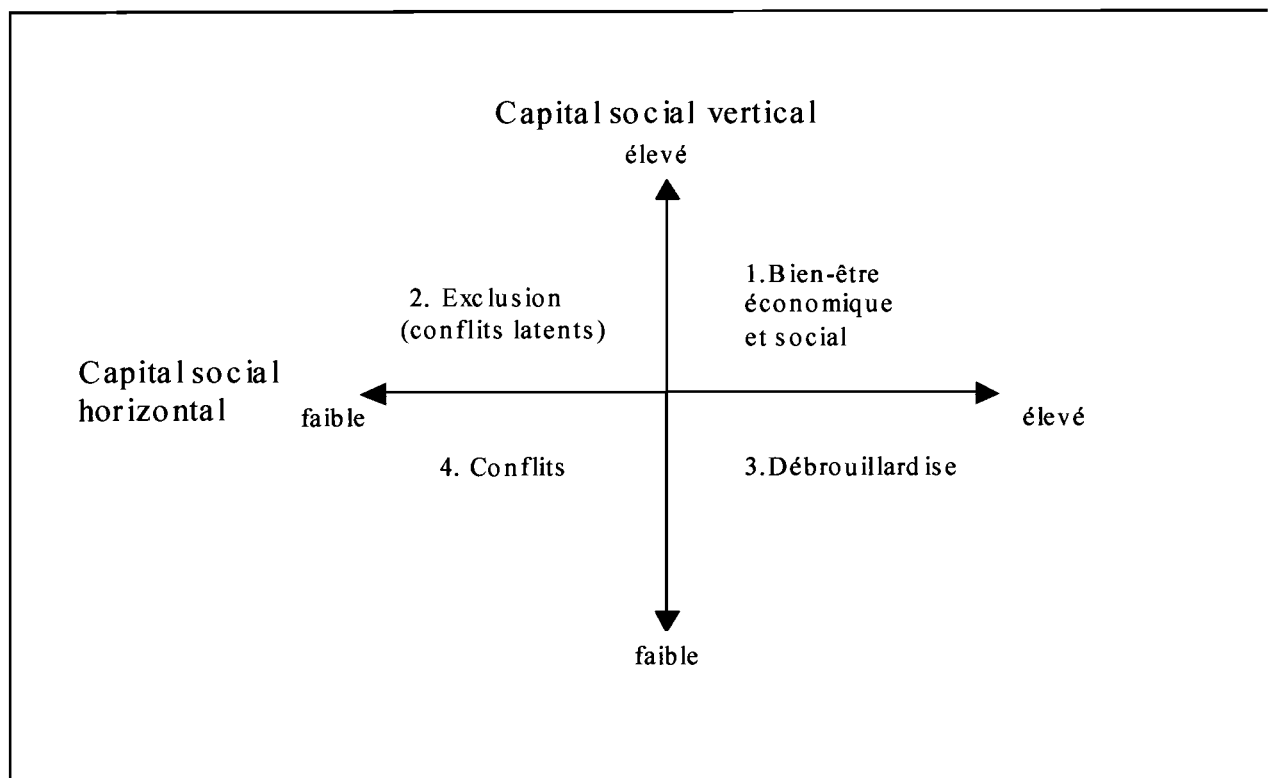 Capital social vertical
élevé
1.Bien-être
économique
et social
2. Exclusion
(conflits latents)
Capital social
horizontal
faible
élevé
4. Conflits
3.Débrouillardise
faible